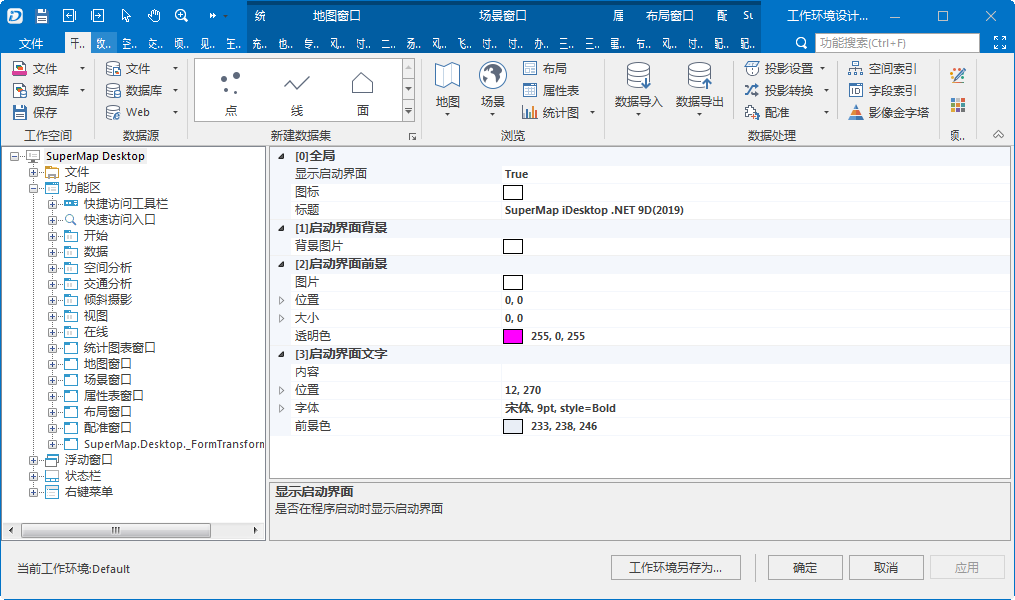 统 地图窗口 场景窗口 属 布局窗口 配 St 工作环境设计...
文件 开.. 数.. 空.. 交.. 倾.. 见.. 在.. 充.. 也.. 专.. 风.. 讨.. 二... 场.. 风.. 飞.. 讨.. 讨.. 办.. 三.. 三.. 属.. 布.. 风.. 讨.. 配.. 配.. 功能搜索(Ctrl+F)
文件 文件 投影设置 空间索引
数据库 数据库 投影转换 字段索引
保存 Web 点 线 面 地图 场景 布局 属性表 统计图 数据导入 数据导出 配准 影像金字塔
工作空间 数据源 新建数据集 浏览 数据处理 项..
SuperMap Desktop
文件
功能区
快捷访问工具栏
快速访问入口
开始
数据
空间分析
交通分析
倾斜摄影
视图
在线
统计图表窗口
地图窗口
场景窗口
属性表窗口
布局窗口
配准窗口
SuperMap.Desktop._FormTransform
浮动窗口
状态栏
右键菜单
[0]全局
显示启动界面 True
图标
标题 SuperMap iDesktop .NET 9D(2019)
[1]启动界面背景
背景图片
[2]启动界面前景
图片
位置 0, 0
大小 0, 0
透明色 255, 0, 255
[3]启动界面文字
内容
位置 12, 270
字体 宋体, 9pt, style=Bold
前景色 233, 238, 246
显示启动界面
是否在程序启动时显示启动界面
当前工作环境:Default 工作环境另存为... 确定 取消 应用